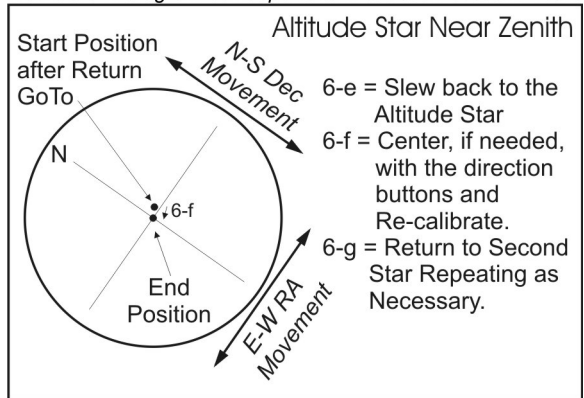 Altitude Star Near Zenith
Start Position
after Return
GoTo
N-S Dec
Movement
N
6-f
End
Position
E-W RA
Movement
6-e = Slew back to the
Altitude Star
6-f = Center, if needed,
with the direction
buttons and
Re-calibrate.
6-g = Return to Second
Star Repeating as
Necessary.